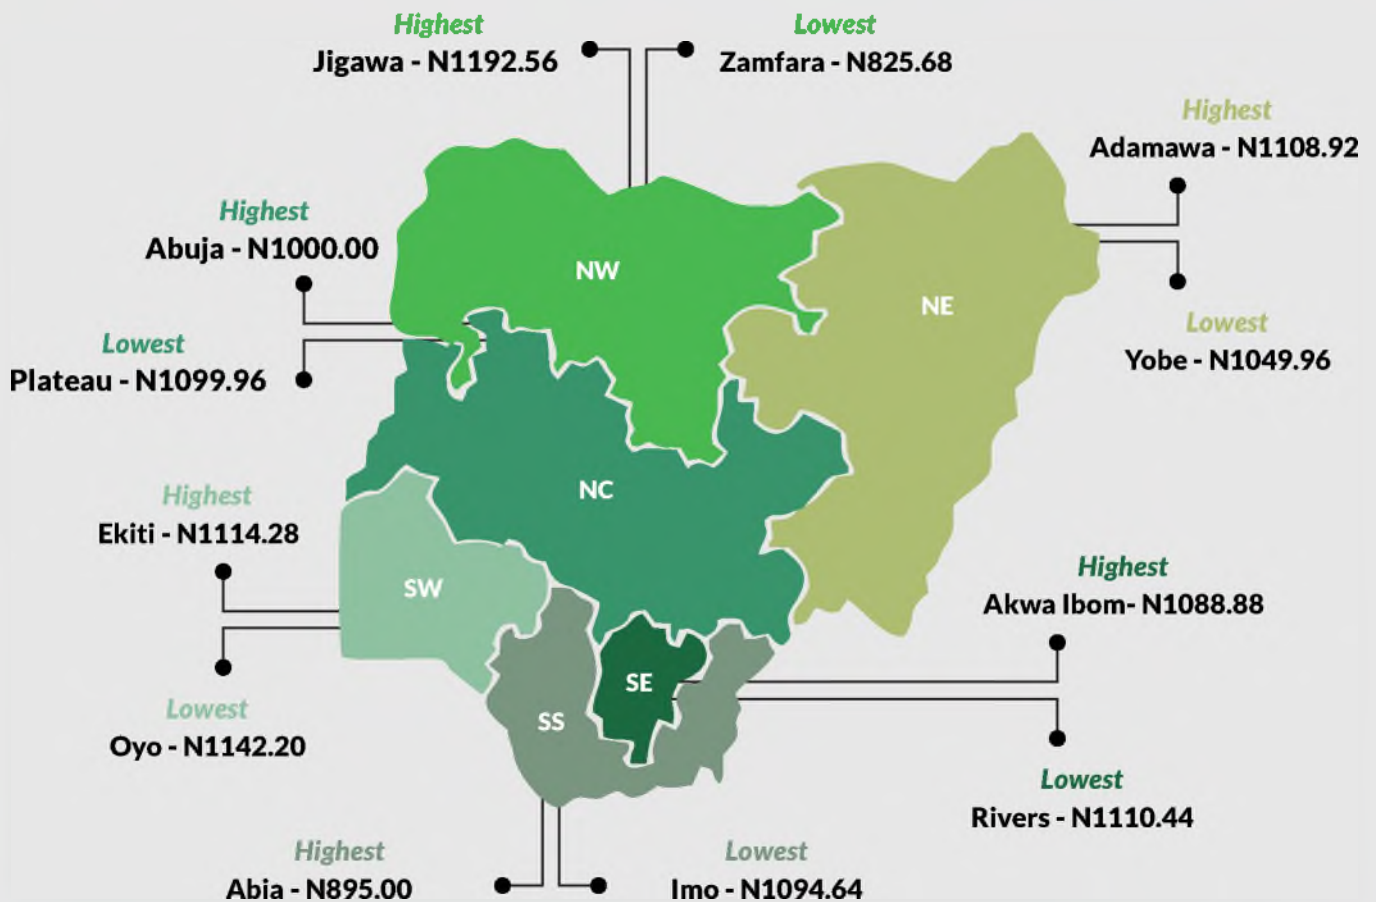 Highest
Jigawa - N1192.56
Lowest
Zamfara - N825.68
Highest
Adamawa - N1108.92
Lowest
Yobe - N1049.96
Highest
Abuja - N1000.00
Lowest
Plateau - N1099.96
NW
NE
NC
Highest
Ekiti - N1114.28
SW
Lowest
Oyo - N1142.20
Highest
Akwa Ibom- N1088.88
SE
SS
Lowest
Rivers - N1110.44
Highest
Abia - N895.00
Lowest
Imo - N1094.64